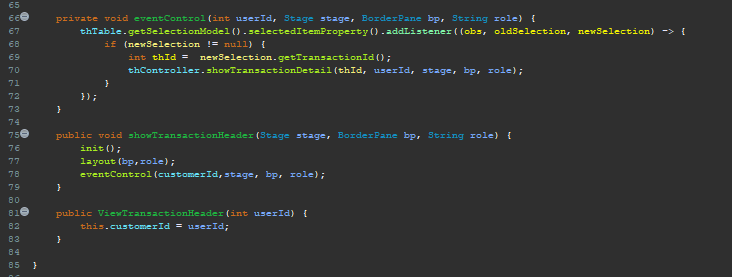 65
66 private void eventControl(int userId, Stage stage, BorderPane bp, String role) {
67 thTable.getSelectionModel().selectedItemProperty().addListener((obs, oldSelection, newSelection) -> {
68 if (newSelection != null) {
69 int thId =  newSelection.getTransactionId();
70 thController.showTransactionDetail(thId, userId, stage, bp, role);
71 }
72 });
73 }
74
75 public void showTransactionHeader(Stage stage, BorderPane bp, String role) {
76 init();
77 layout(bp,role);
78 eventControl(customerId,stage, bp, role);
79 }
80
81 public ViewTransactionHeader(int userId) {
82 this.customerId = userId;
83 }
84
85 }